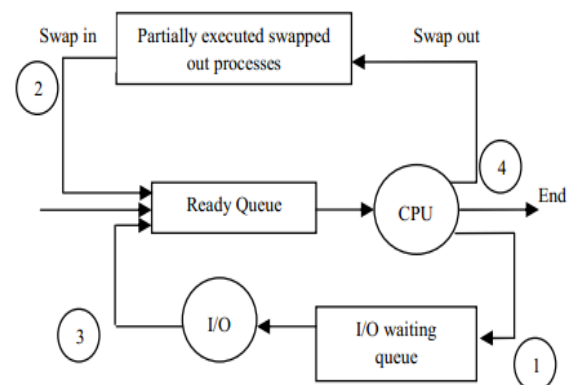 Swap in
Partially executed swapped
out processes
Swap out
2
4
Ready Queue
CPU
End
3
I/O
I/O waiting
queue
1